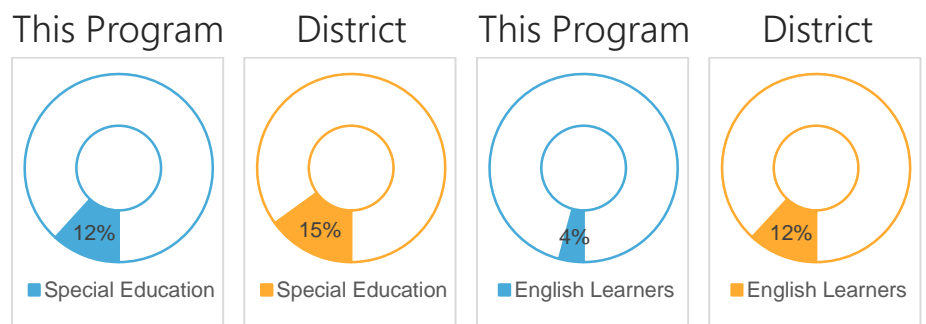 This Program
District
This Program
District
12%
15%
4%
12%
Special Education
Special Education
English Learners
English Learners